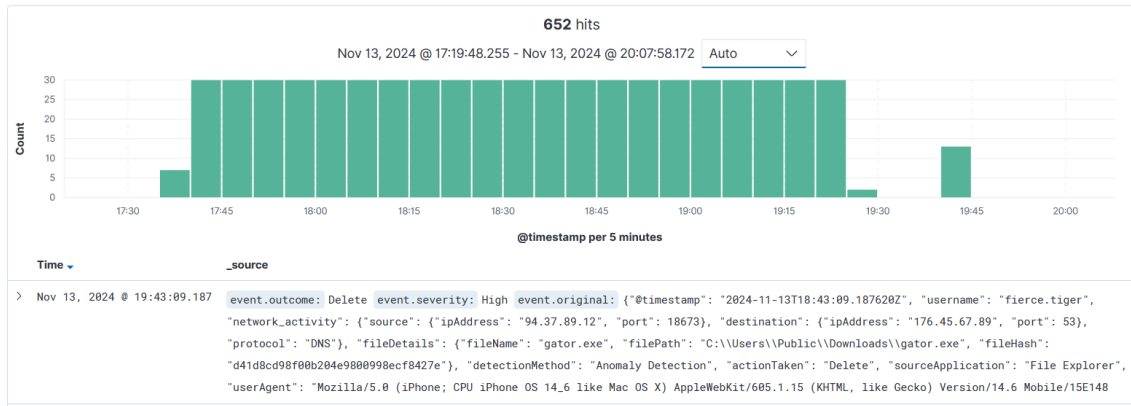 652 hits
Nov 13, 2024 @ 17:19:48.255 - Nov 13, 2024 @ 20:07:58.172 Auto
30
25
20
15
10
5
0
Count
17:30 17:45 18:00 18:15 18:30 18:45 19:00 19:15 19:30 19:45 20:00
@timestamp per 5 minutes
Time _source
Nov 13, 2024 @ 19:43:09.187 event.outcome: Delete event.severity: High event.original: {"@timestamp": "2024-11-13T18:43:09.187620Z", "username": "fierce.tiger",
"network_activity": {"source": {"ipAddress": "94.37.89.12", "port": 18673}, "destination": {"ipAddress": "176.45.67.89", "port": 53},
"protocol": "DNS"}, "fileDetails": {"fileName": "gator.exe", "filePath": "C:\\Users\\Public\\Downloads\\gator.exe", "fileHash":
"d41d8cd98f00b204e9800998ecf8427e"}, "detectionMethod": "Anomaly Detection", "actionTaken": "Delete", "sourceApplication": "File Explorer",
"userAgent": "Mozilla/5.0 (iPhone; CPU iPhone OS 14_6 like Mac OS X) AppleWebKit/605.1.15 (KHTML, like Gecko) Version/14.6 Mobile/15E148